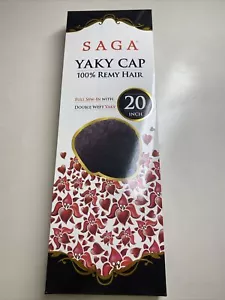 SAGA
YAKY CAP
100% REMY HAIR
FULL SEW-IN WITH
DOUBLE WEFT YAKY
20
INCH